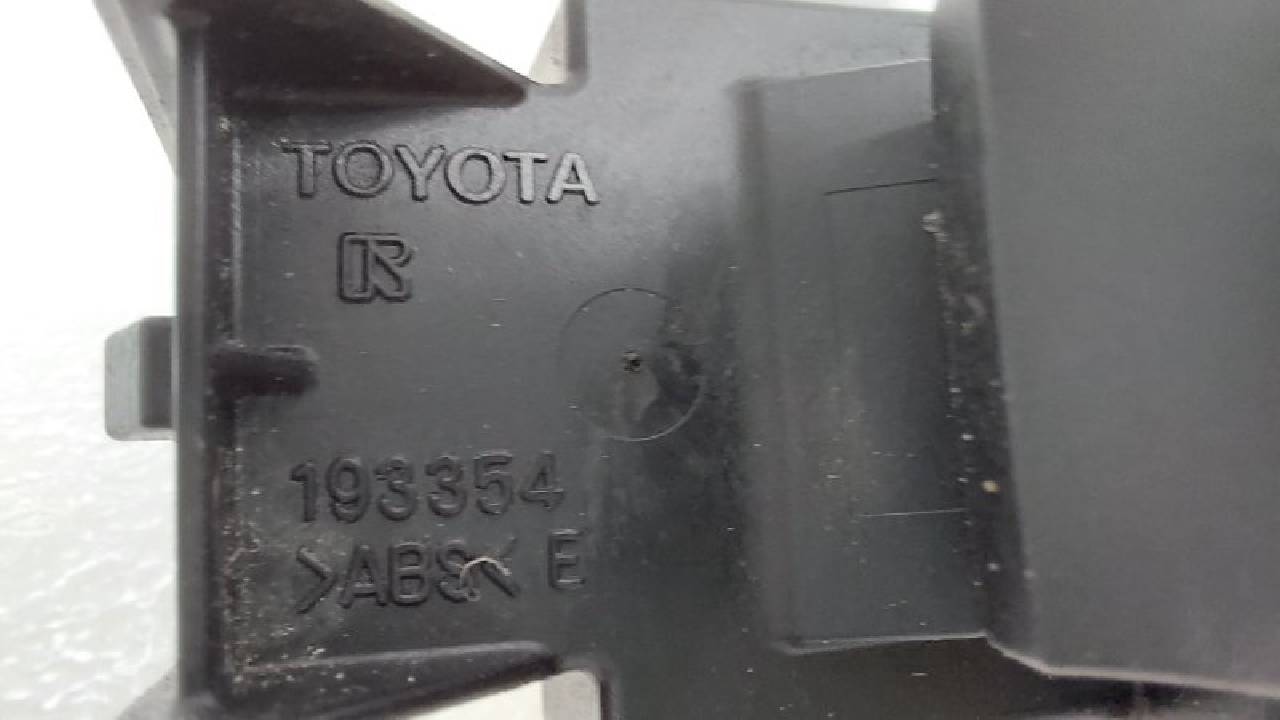 TOYOTA
R
193354
>ABS< E